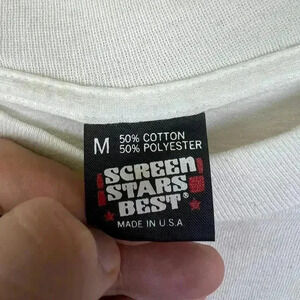 M 50% COTTON
50% POLYESTER
SCREEN
STARS
BEST®
MADE IN U.S.A.